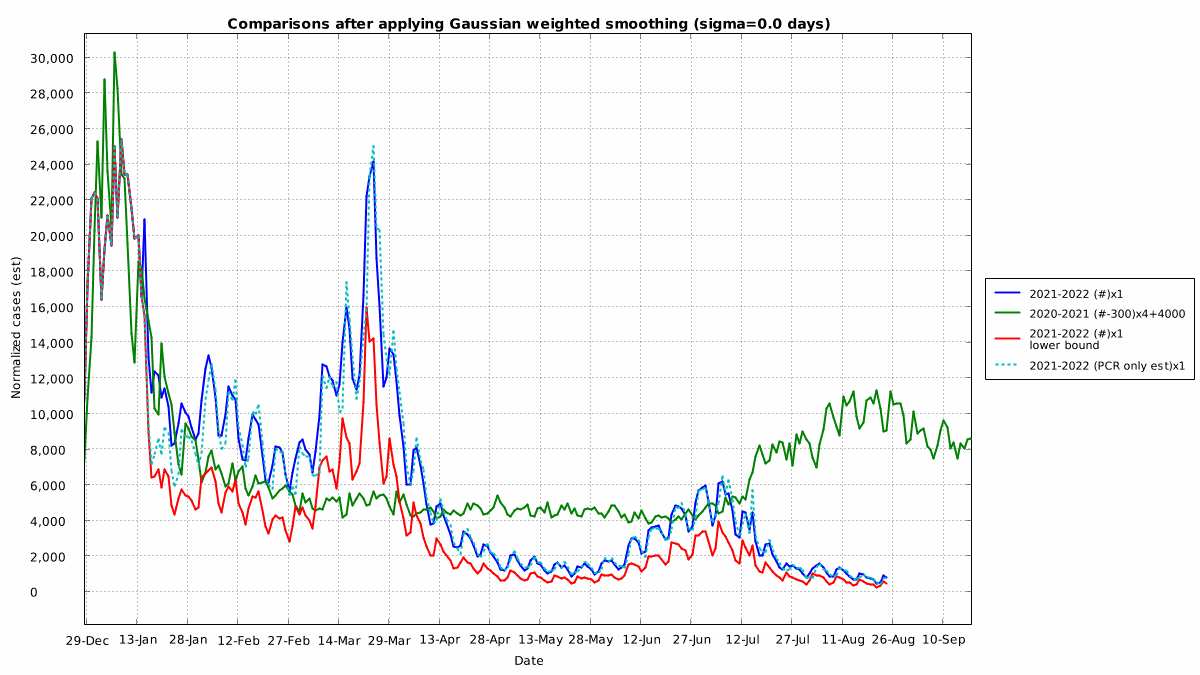 Comparisons after applying Gaussian weighted smoothing (sigma=0.0 days)
30,000
28,000
26,000
24,000
22,000
20,000
18,000
16,000
14,000
12,000
10,000
8,000
6,000
4,000
2,000
0
Normalized cases (est)
29-Dec 13-Jan 28-Jan 12-Feb 27-Feb 14-Mar 29-Mar 13-Apr 28-Apr 13-May 28-May 12-Jun 27-Jun 12-Jul 27-Jul 11-Aug 26-Aug 10-Sep
Date
2021-2022 (#)x1
2020-2021 (#-300)x4+4000
2021-2022 (#)x1
lower bound
2021-2022 (PCR only est)x1